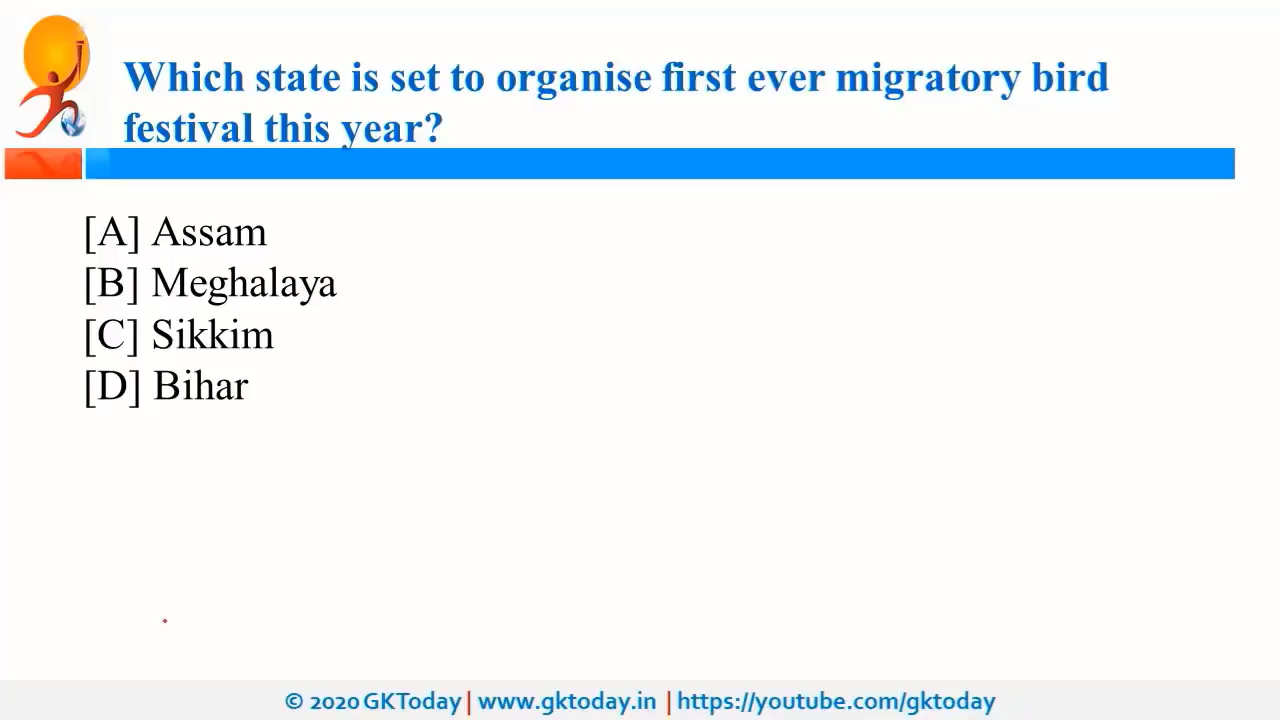 Which state is set to organise first ever migratory bird
festival this year?
[A] Assam
[B] Meghalaya
[C] Sikkim
[D] Bihar
© 2020 GKToday | www.gktoday.in | https://youtube.com/gktoday